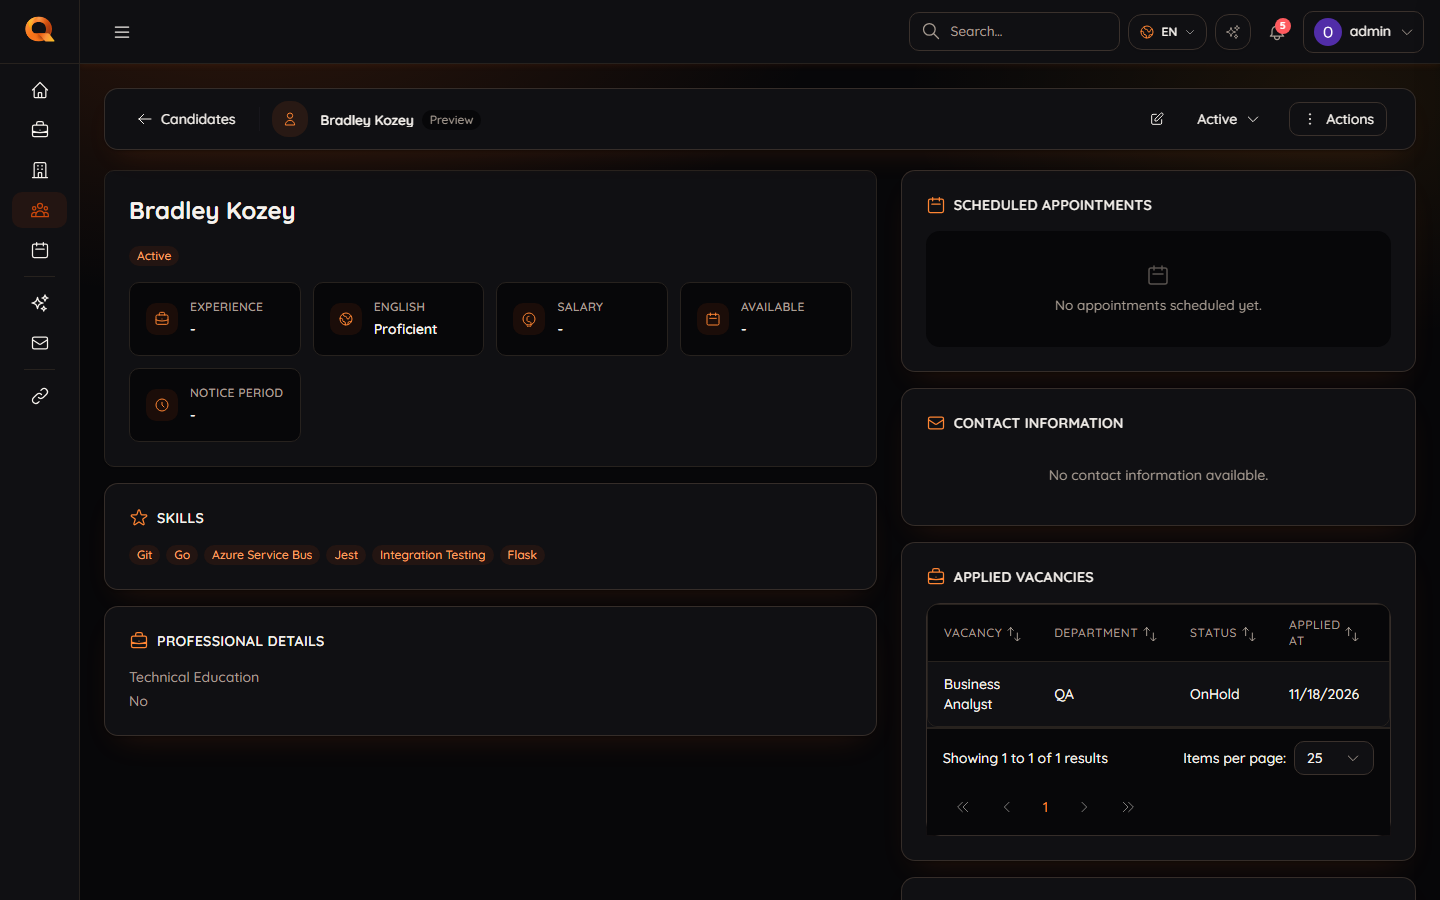 Search...
EN
5
O
admin
Candidates
Bradley Kozey
Preview
Active
Actions
Bradley Kozey
Active
EXPERIENCE
-
ENGLISH
Proficient
SALARY
-
AVAILABLE
-
NOTICE PERIOD
-
SKILLS
Git
Go
Azure Service Bus
Jest
Integration Testing
Flask
PROFESSIONAL DETAILS
Technical Education
No
SCHEDULED APPOINTMENTS
No appointments scheduled yet.
CONTACT INFORMATION
No contact information available.
APPLIED VACANCIES
VACANCY
DEPARTMENT
STATUS
APPLIED
AT
Business
Analyst
QA
OnHold
11/18/2026
Showing 1 to 1 of 1 results
Items per page:
25
1